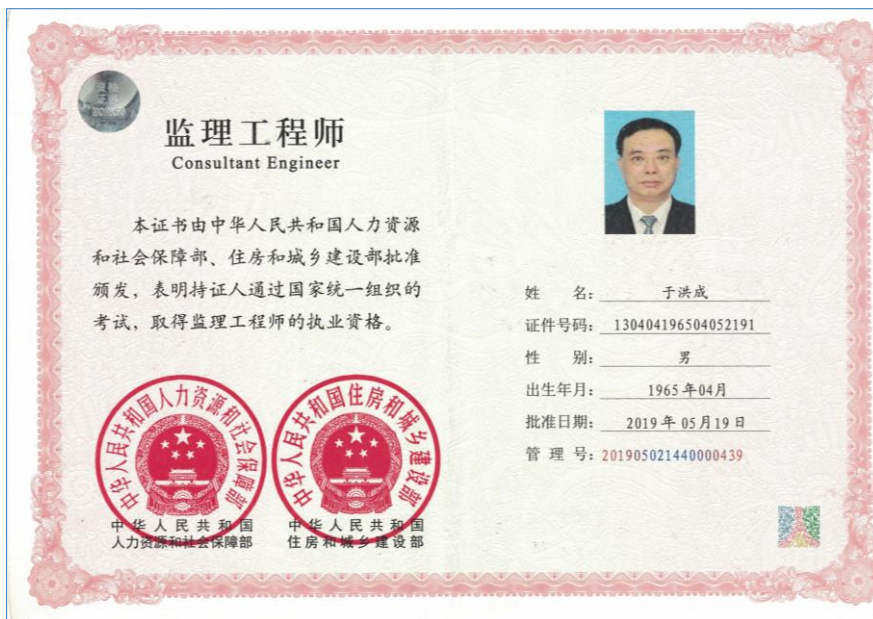 监理工程师
Consultant Engineer
本证书由中华人民共和国人力资源
和社会保障部、住房和城乡建设部批准
颁发，表明持证人通过国家统一组织的
考试，取得监理工程师的执业资格。
中华人民共和国人力资源和社会保障部
中华人民共和国
人力资源和社会保障部
中华人民共和国住房和城乡建设部
中华人民共和国
住房和城乡建设部
姓 名：于洪成
证件号码：130404196504052191
性 别：男
出生年月：1965年04月
批准日期：2019年05月19日
管 理 号：201905021440000439